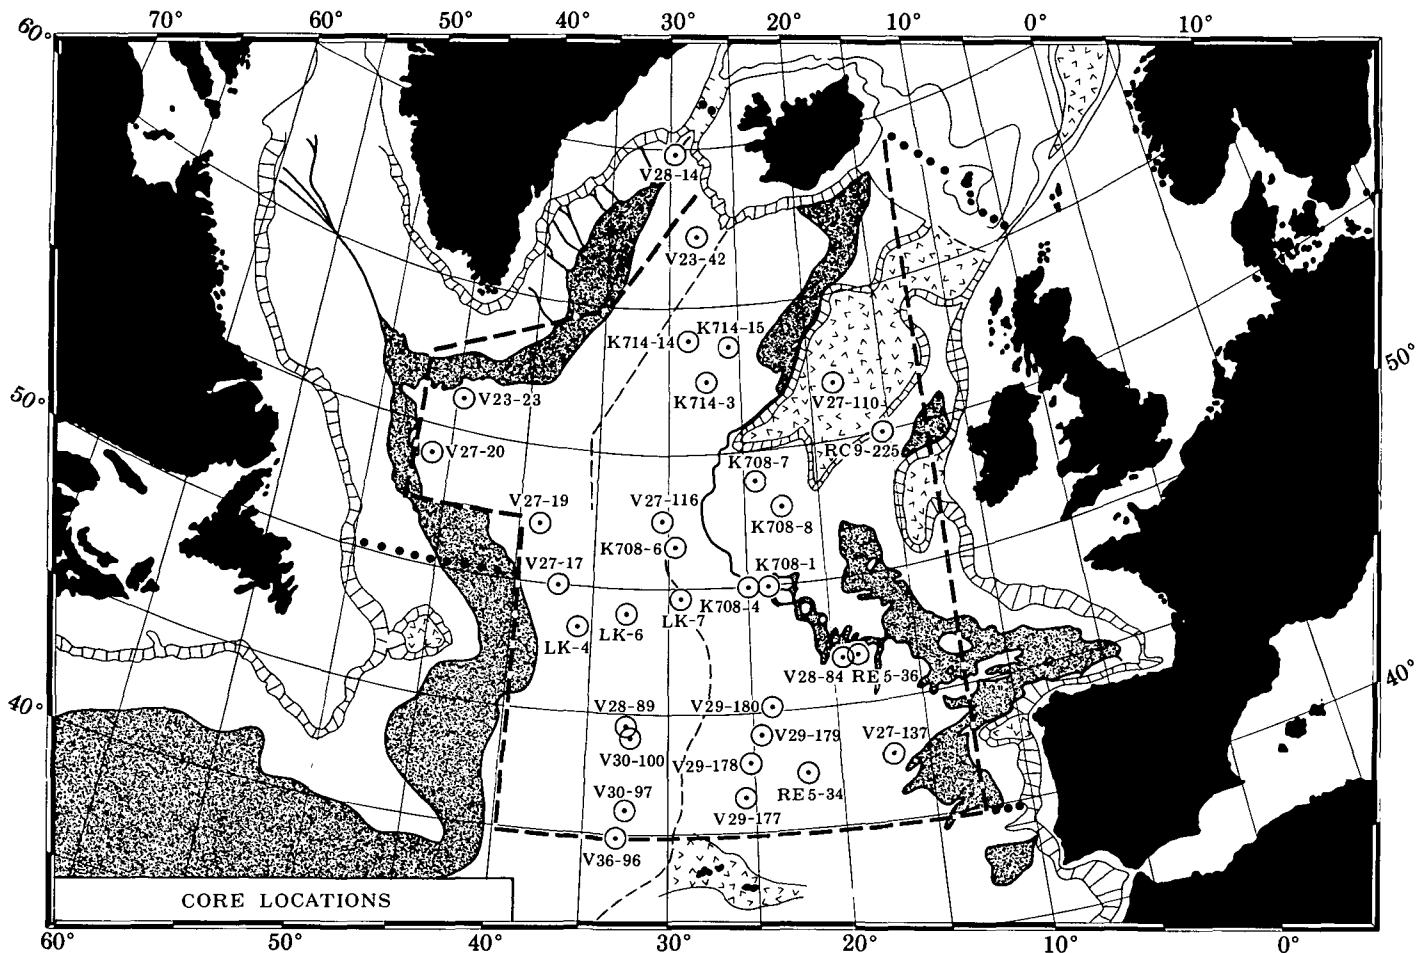 70° 60° 50° 40° 30° 20° 10° 0° 10°
60°
V28-14
V23-42
K714-15
K714-14
50°
K714-3
V27-110
V23-23
50°
RC9-225
V27-20
K708-7
V27-19
V27-116
K708-8
K708-6
V27-17
K708-1
K708-4
LK-7
LK-6
LK-4
V28-84
RE5-36
40°
40°
V28-89
V29-180
V27-137
V29-179
V30-100
V29-178
V30-97
RE5-34
V29-177
V36-96
CORE LOCATIONS
60° 50° 40° 30° 20° 10° 0°